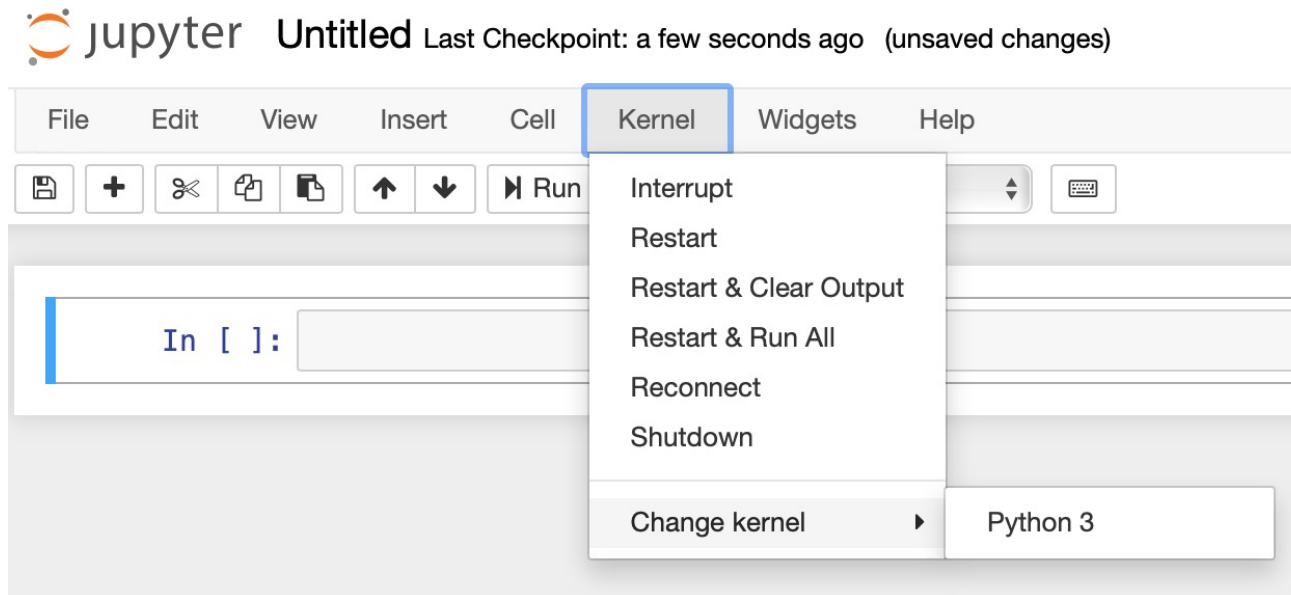 jupyter Untitled Last Checkpoint: a few seconds ago (unsaved changes)
File Edit View Insert Cell Kernel Widgets Help
Run
Interrupt
Restart
Restart & Clear Output
Restart & Run All
Reconnect
Shutdown
Change kernel Python 3
In [ ]: